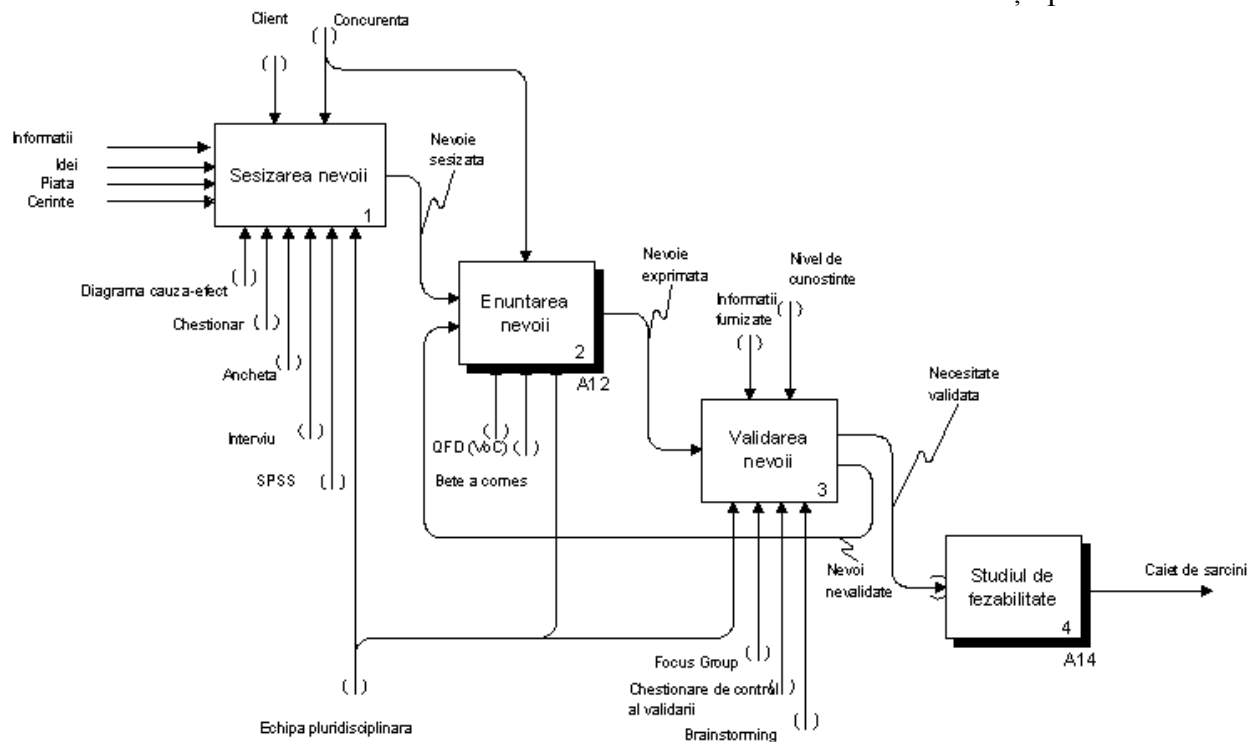 Client
Concurenta
Informatii
Idei
Piata
Cerinte
Sesizarea nevoii
1
Nevoie
sesizata
Diagrama cauza-efect
Chestionar
Ancheta
Interviu
SPSS
Enuntarea
nevoii
2
A12
QFD (VoC)
Bete a cornes
Nevoie
exprimata
Informatii
furnizate
Nivel de
cunostinte
Validarea
nevoii
3
Necesitate
validata
Nevoi
nevalidate
Studiul de
fezabilitate
4
A14
Caiet de sarcini
Focus Group
Chestionare de control
al validarii
Brainstorming
Echipa pluridisciplinara